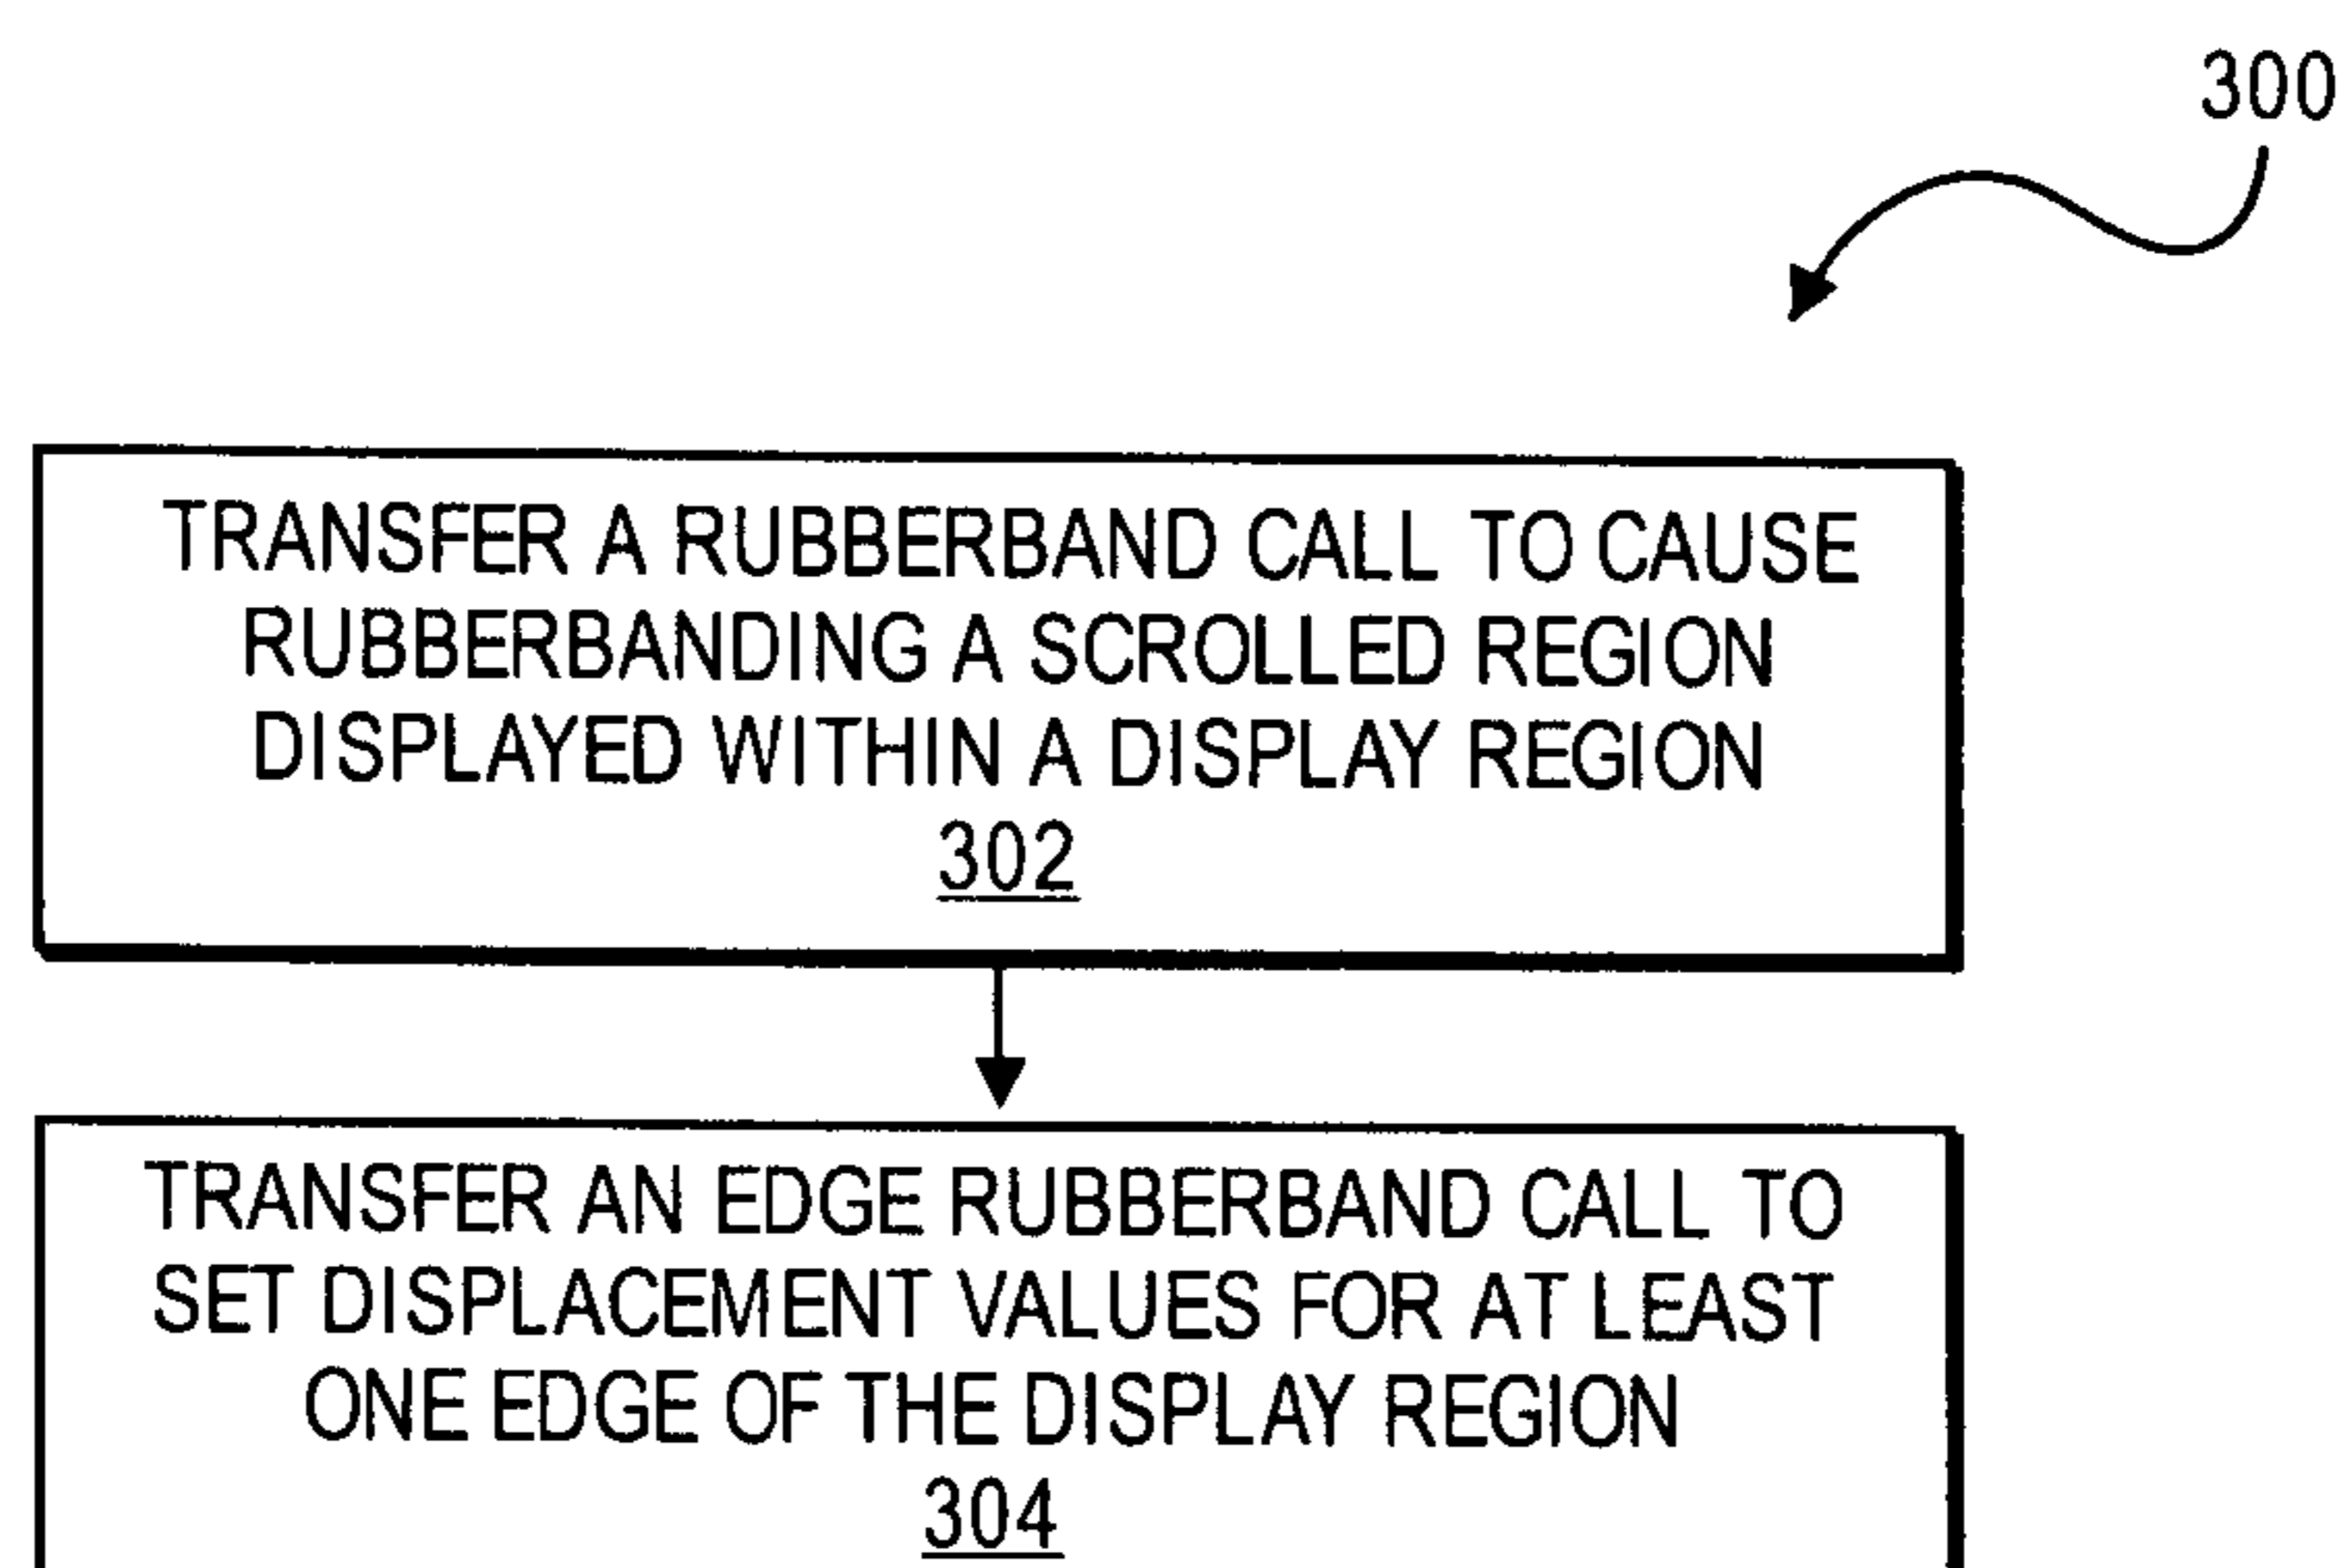 300
TRANSFER A RUBBERBAND CALL TO CAUSE
RUBBERBANDING A SCROLLED REGION
DISPLAYED WITHIN A DISPLAY REGION
302
TRANSFER AN EDGE RUBBERBAND CALL TO
SET DISPLACEMENT VALUES FOR AT LEAST
ONE EDGE OF THE DISPLAY REGION
304